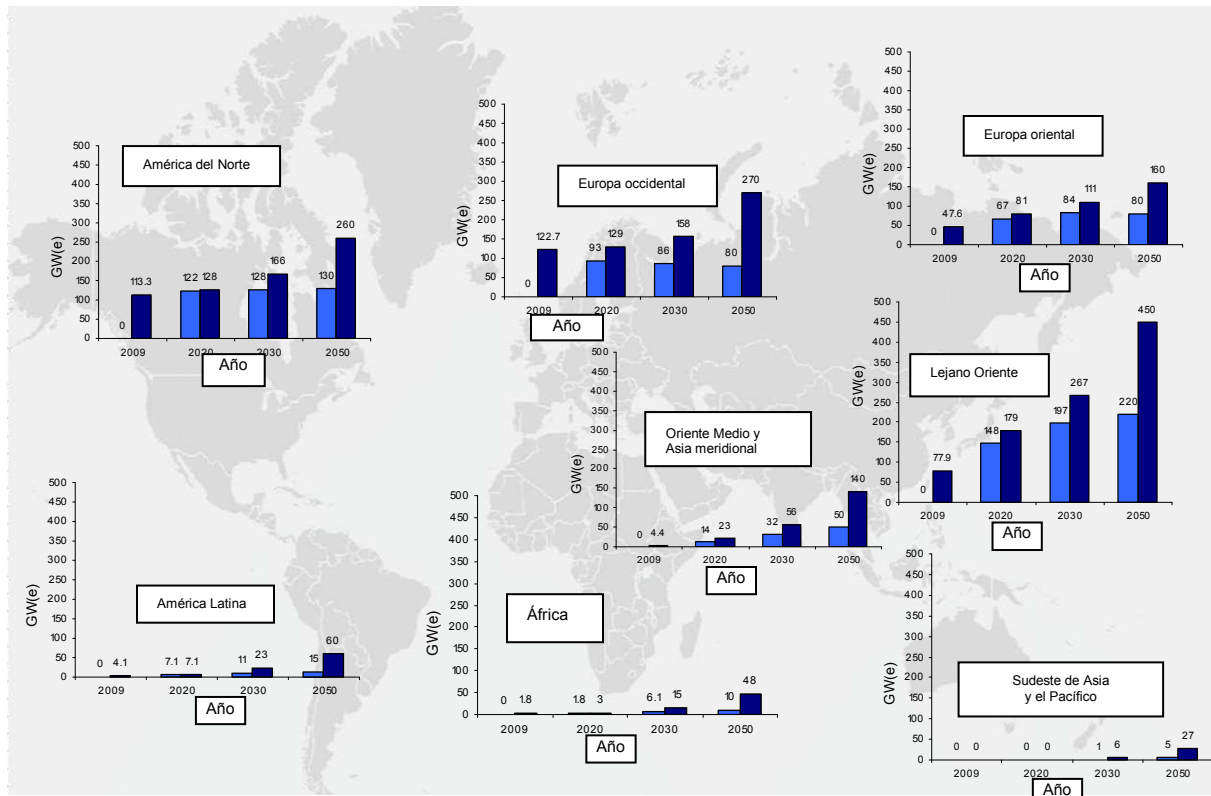 América del Norte
GW(e)
500
450
400
350
300
250
200
150
100
50
0
0 113.3 122 128 128 166 130 260
2009 2020 2030 2050
Año
Europa occidental
GW(e)
500
450
400
350
300
250
200
150
100
50
0
0 122.7 93 129 86 158 80 270
2009 2020 2030 2050
Año
Europa oriental
GW(e)
500
450
400
350
300
250
200
150
100
50
0
0 47.6 67 81 84 111 80 160
2009 2020 2030 2050
Año
Oriente Medio y
Asia meridional
GW(e)
500
450
400
350
300
250
200
150
100
50
0
0 4.4 14 23 32 56 50 140
2009 2020 2030 2050
Año
Lejano Oriente
GW(e)
500
450
400
350
300
250
200
150
100
50
0
0 77.9 148 179 197 267 220 450
2009 2020 2030 2050
Año
América Latina
GW(e)
500
450
400
350
300
250
200
150
100
50
0
0 4.1 7.1 7.1 11 23 15 60
2009 2020 2030 2050
Año
África
GW(e)
500
450
400
350
300
250
200
150
100
50
0
0 1.8 1.8 3 6.1 15 10 48
2009 2020 2030 2050
Año
Sudeste de Asia
y el Pacífico
GW(e)
500
450
400
350
300
250
200
150
100
50
0
0 0 0 0 1 6 5 27
2009 2020 2030 2050
Año